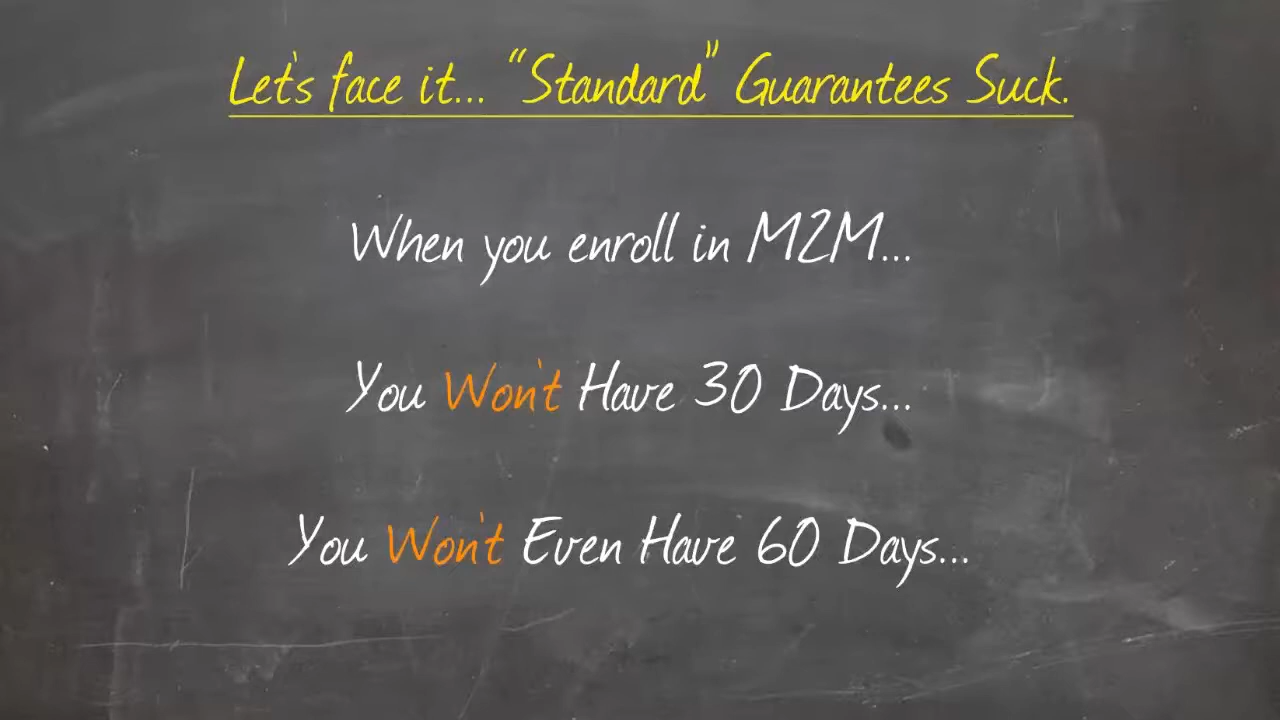 Let's face it... "Standard" Guarantees Suck.
When you enroll in M2M...
You Won't Have 30 Days...
You Won't Even Have 60 Days...